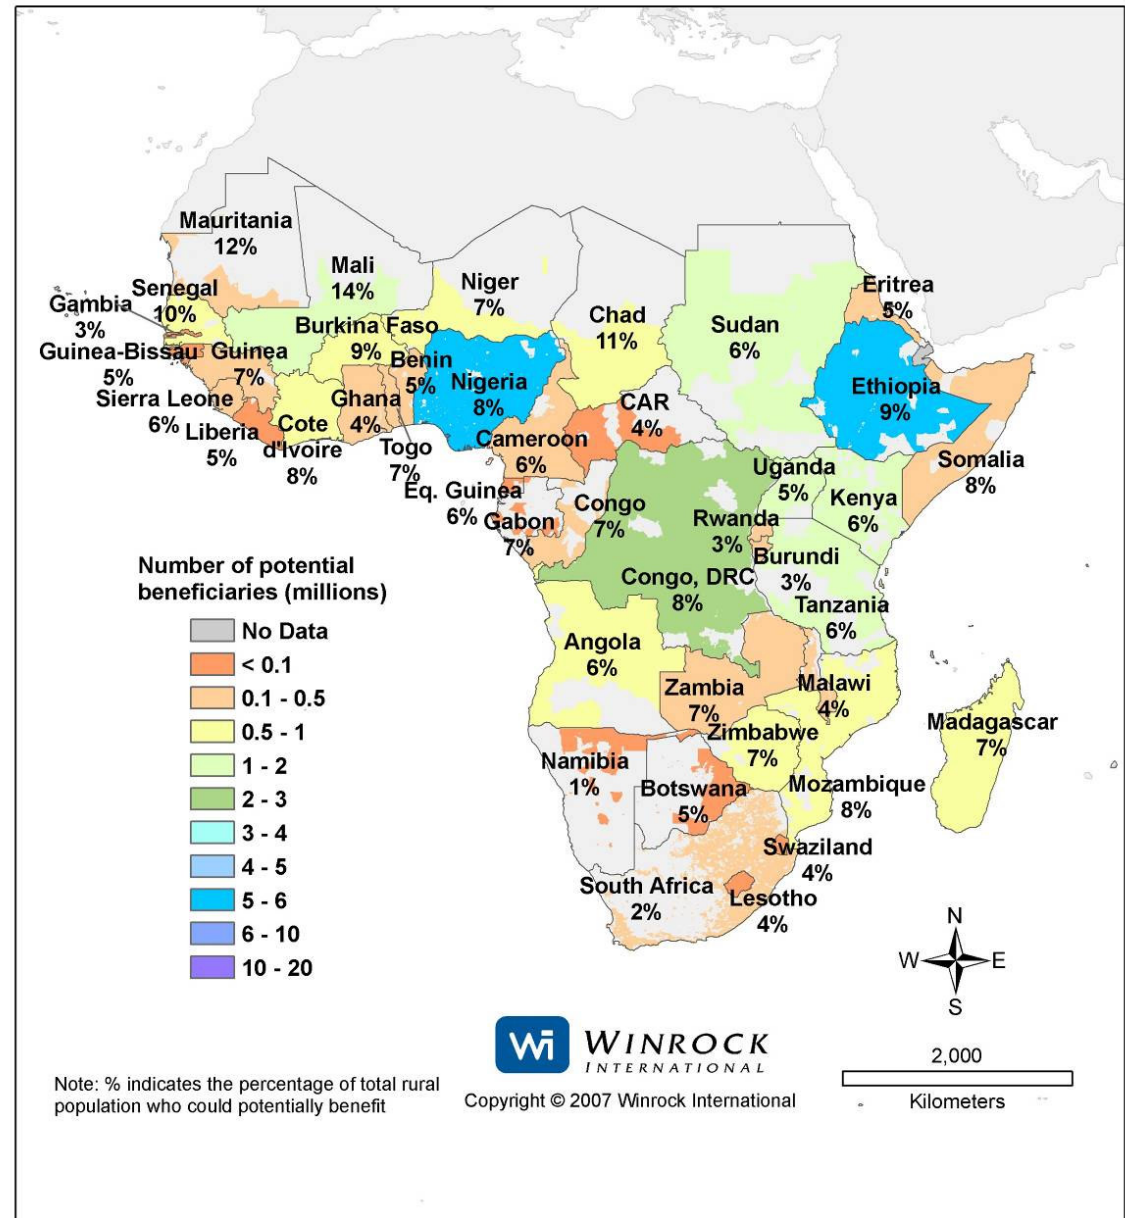 Mauritania
12%
Mali
14%
Niger
7%
Senegal
10%
Gambia
3%
Chad
11%
Sudan
6%
Eritrea
5%
Burkina Faso
9%
Guinea-Bissau
5%
Guinea
7%
Benin
5%
Nigeria
8%
Ethiopia
9%
Sierra Leone
6%
Ghana
4%
CAR
4%
Liberia
5%
Cote
d'Ivoire
8%
Togo
7%
Cameroon
6%
Somalia
8%
Uganda
5%
Kenya
6%
Eq. Guinea
6%
Gabon
7%
Congo
7%
Rwanda
3%
Burundi
3%
Congo, DRC
8%
Tanzania
6%
Angola
6%
Zambia
7%
Malawi
4%
Zimbabwe
7%
Madagascar
7%
Namibia
1%
Botswana
5%
Mozambique
8%
Swaziland
4%
South Africa
2%
Lesotho
4%
Number of potential
beneficiaries (millions)
No Data
< 0.1
0.1 - 0.5
0.5 - 1
1 - 2
2 - 3
3 - 4
4 - 5
5 - 6
6 - 10
10 - 20
N
W E
S
Wi WINROCK
INTERNATIONAL
Copyright © 2007 Winrock International
2,000
Kilometers
Note: % indicates the percentage of total rural
population who could potentially benefit